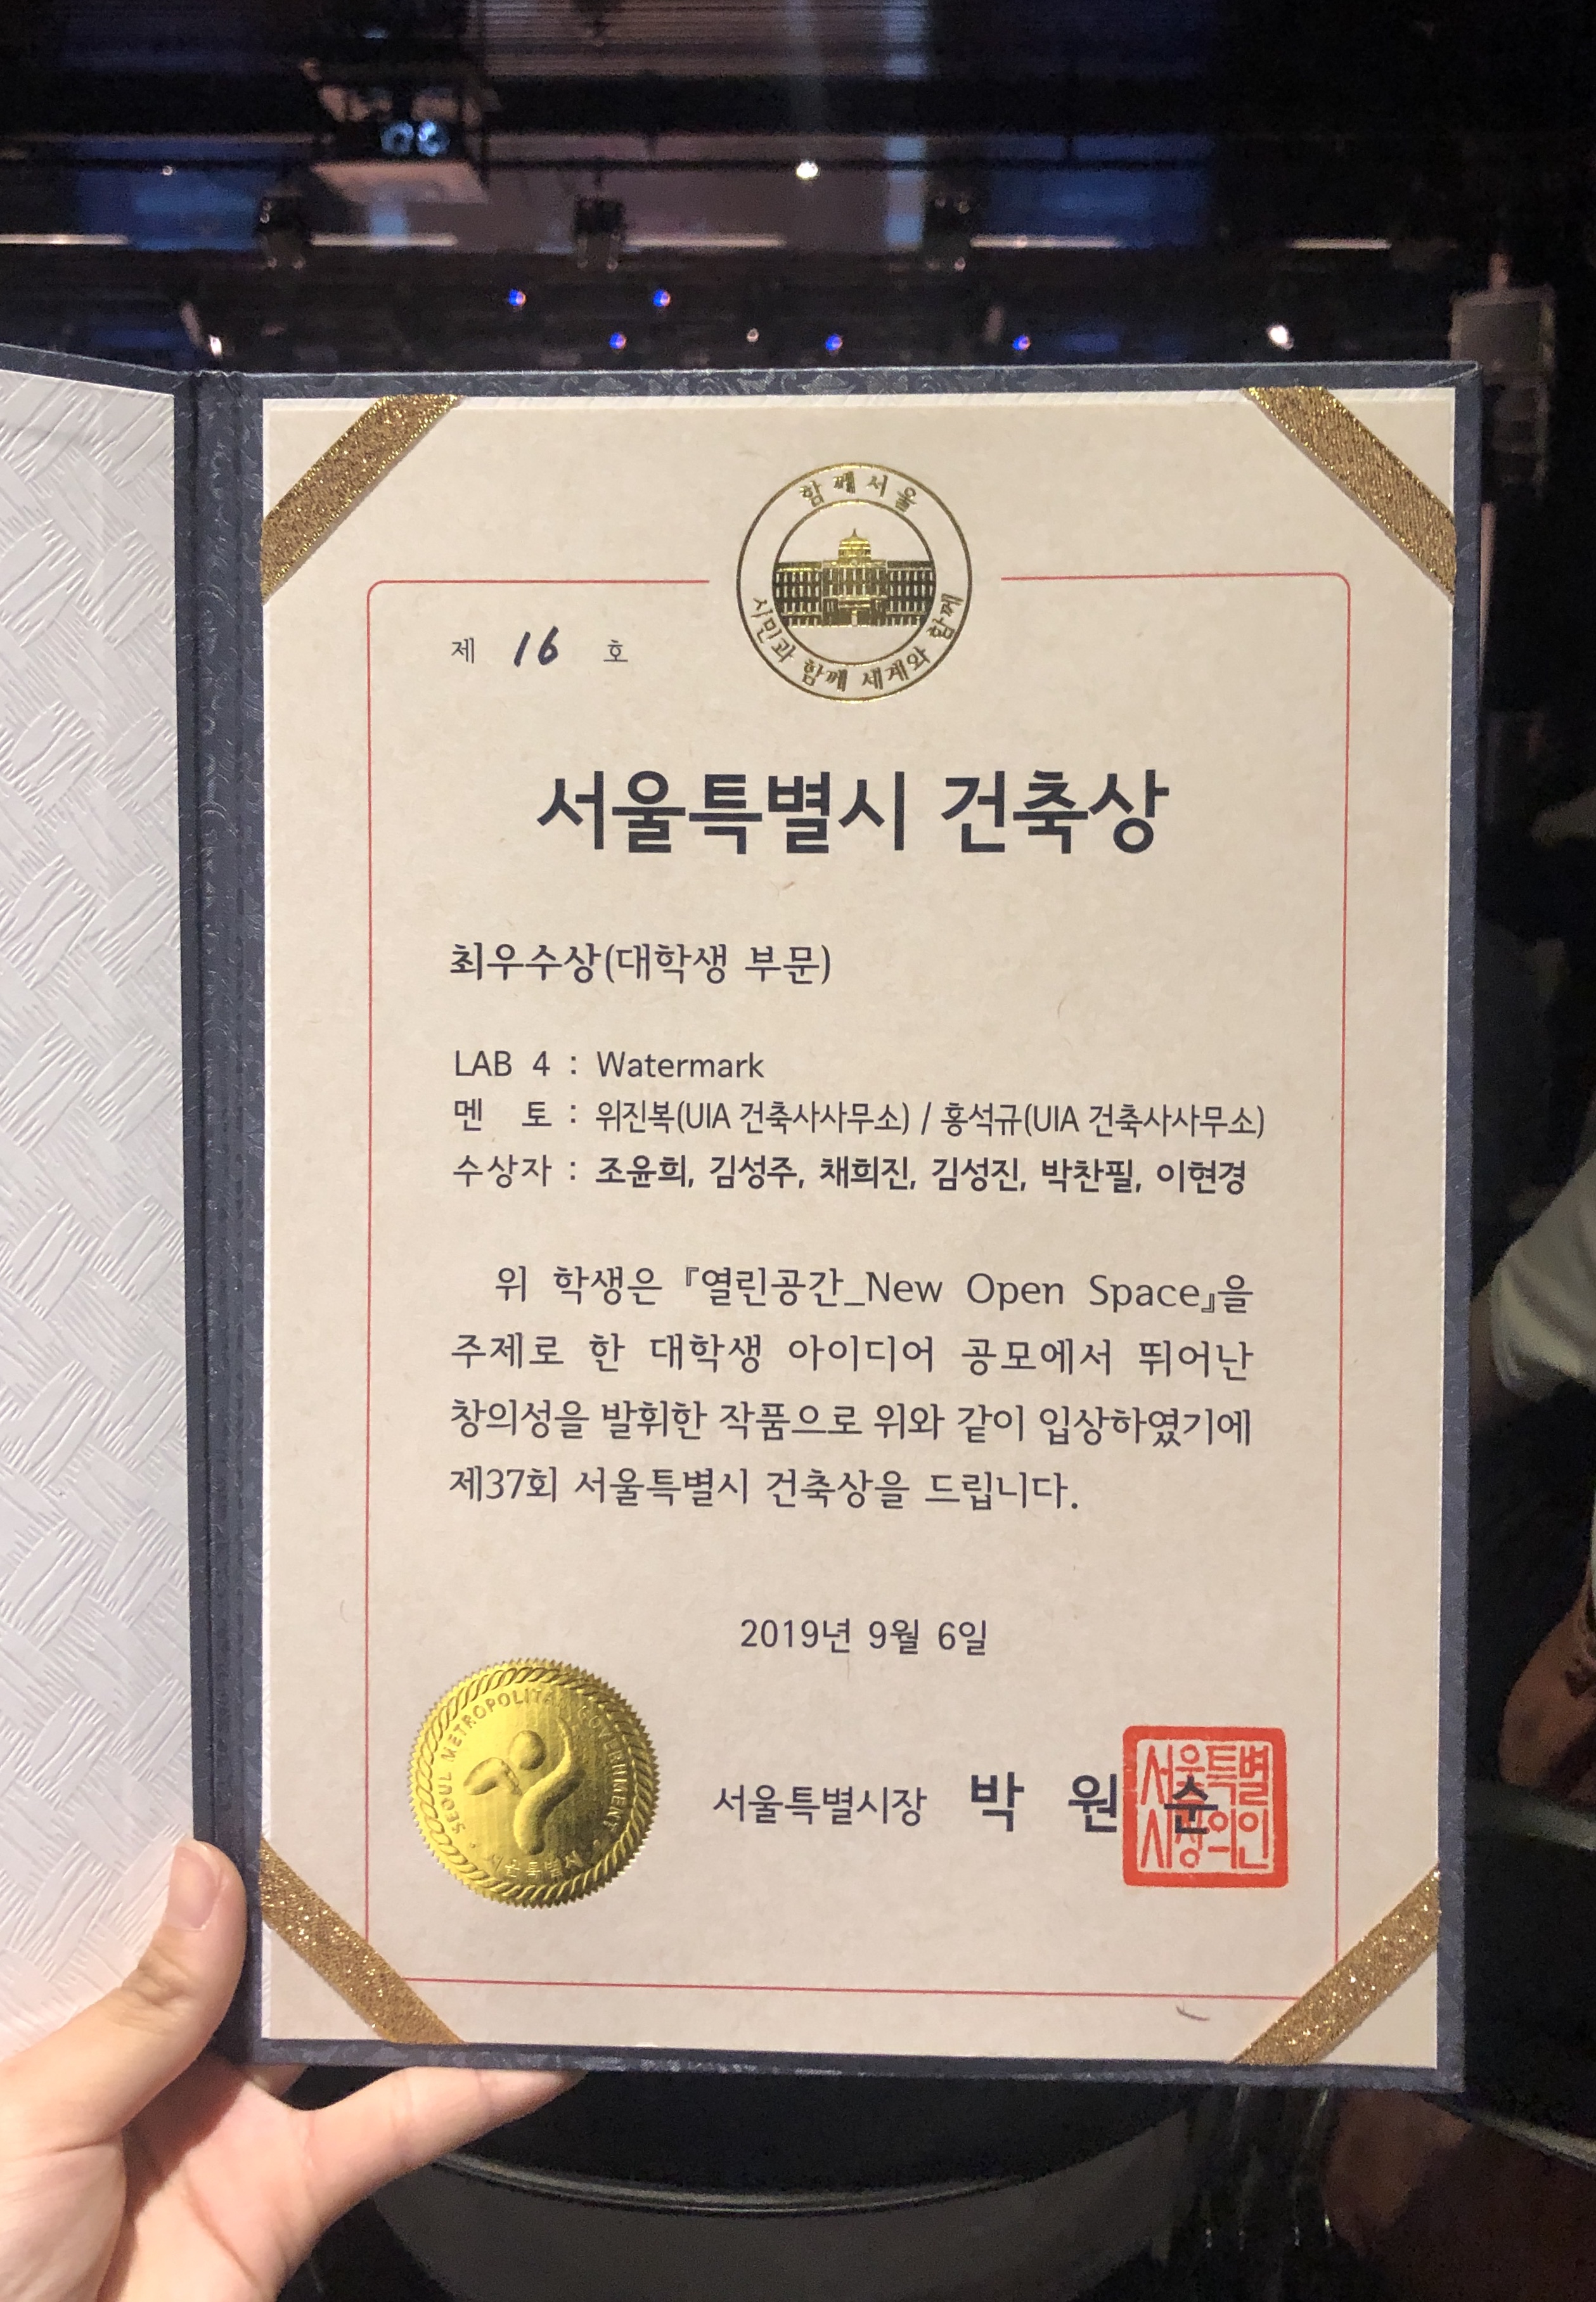 함께서울
시민과 함께 세계와 함께
제 16 호
서울특별시 건축상
최우수상(대학생 부문)
LAB 4 : Watermark
멘 토 : 위진복(UIA 건축사사무소) / 홍석규(UIA 건축사사무소)
수상자 : 조윤희, 김성주, 채희진, 김성진, 박찬필, 이현경
위 학생은 『열린공간_New Open Space』을
주제로 한 대학생 아이디어 공모에서 뛰어난
창의성을 발휘한 작품으로 위와 같이 입상하였기에
제37회 서울특별시 건축상을 드립니다.
2019년 9월 6일
SEOUL METROPOLITAN GOVERNMENT
서울특별시
서울특별시장 박 원 순
서울특별
시장의인